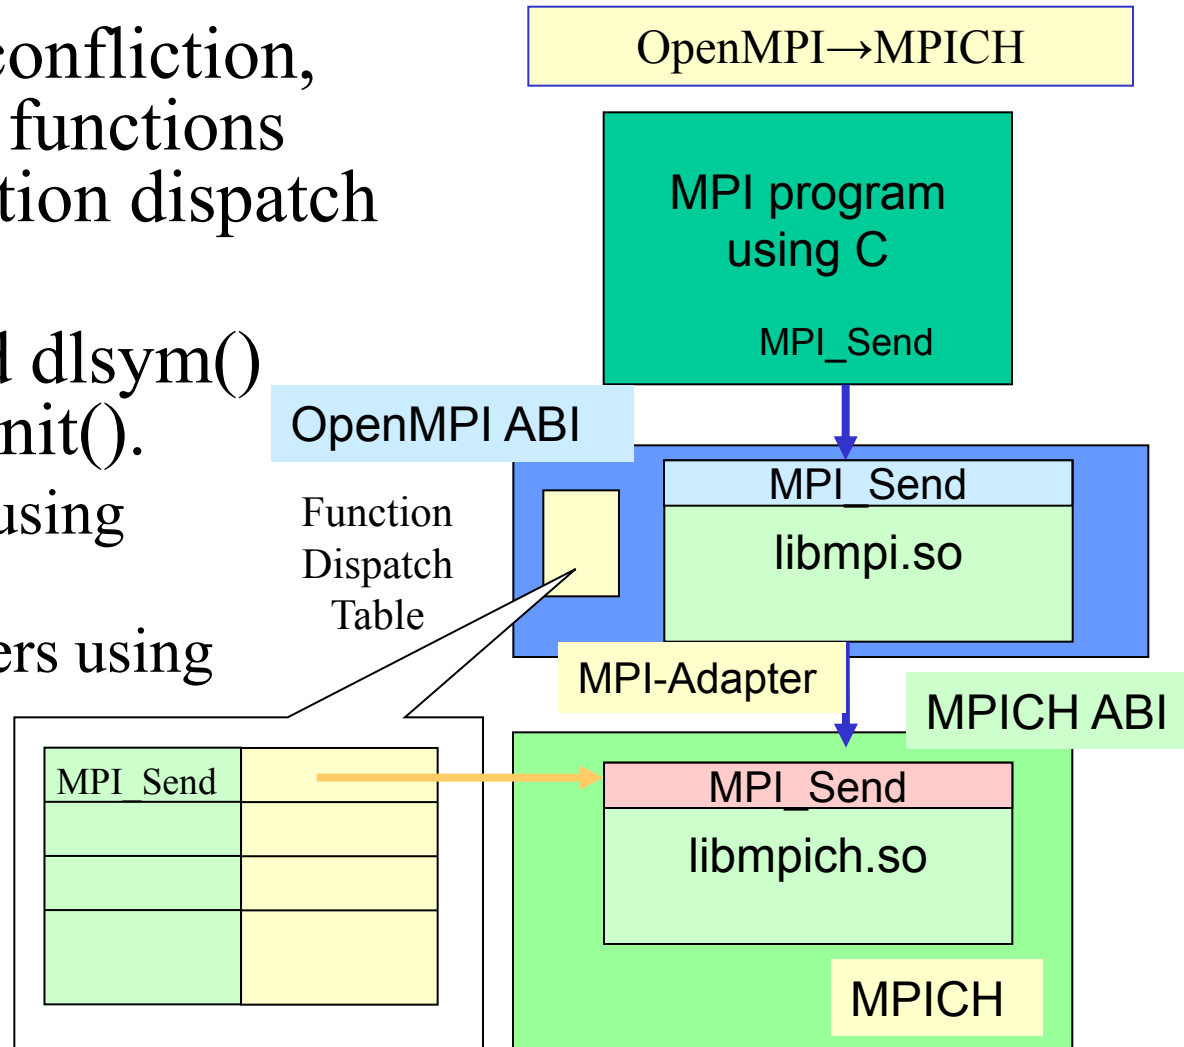 confliction,
functions
tion dispatch
d dlsym()
nit().
using
ers using
OpenMPI→MPICH
MPI program
using C
MPI_Send
OpenMPI ABI
MPI_Send
libmpi.so
Function
Dispatch
Table
MPI-Adapter
MPICH ABI
MPI_Send
MPI_Send
libmpich.so
MPICH